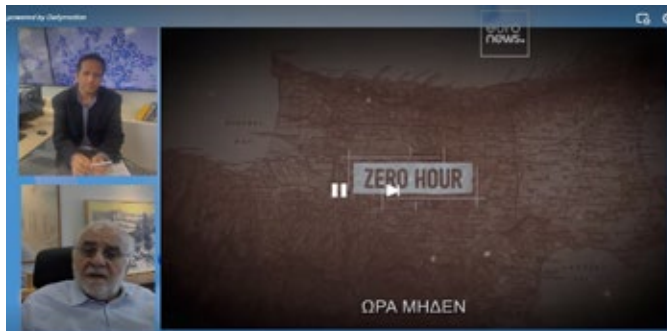 powered by Dailymotion
euro
news.
ZERO HOUR
ΩΡΑ ΜΗΔΕΝ